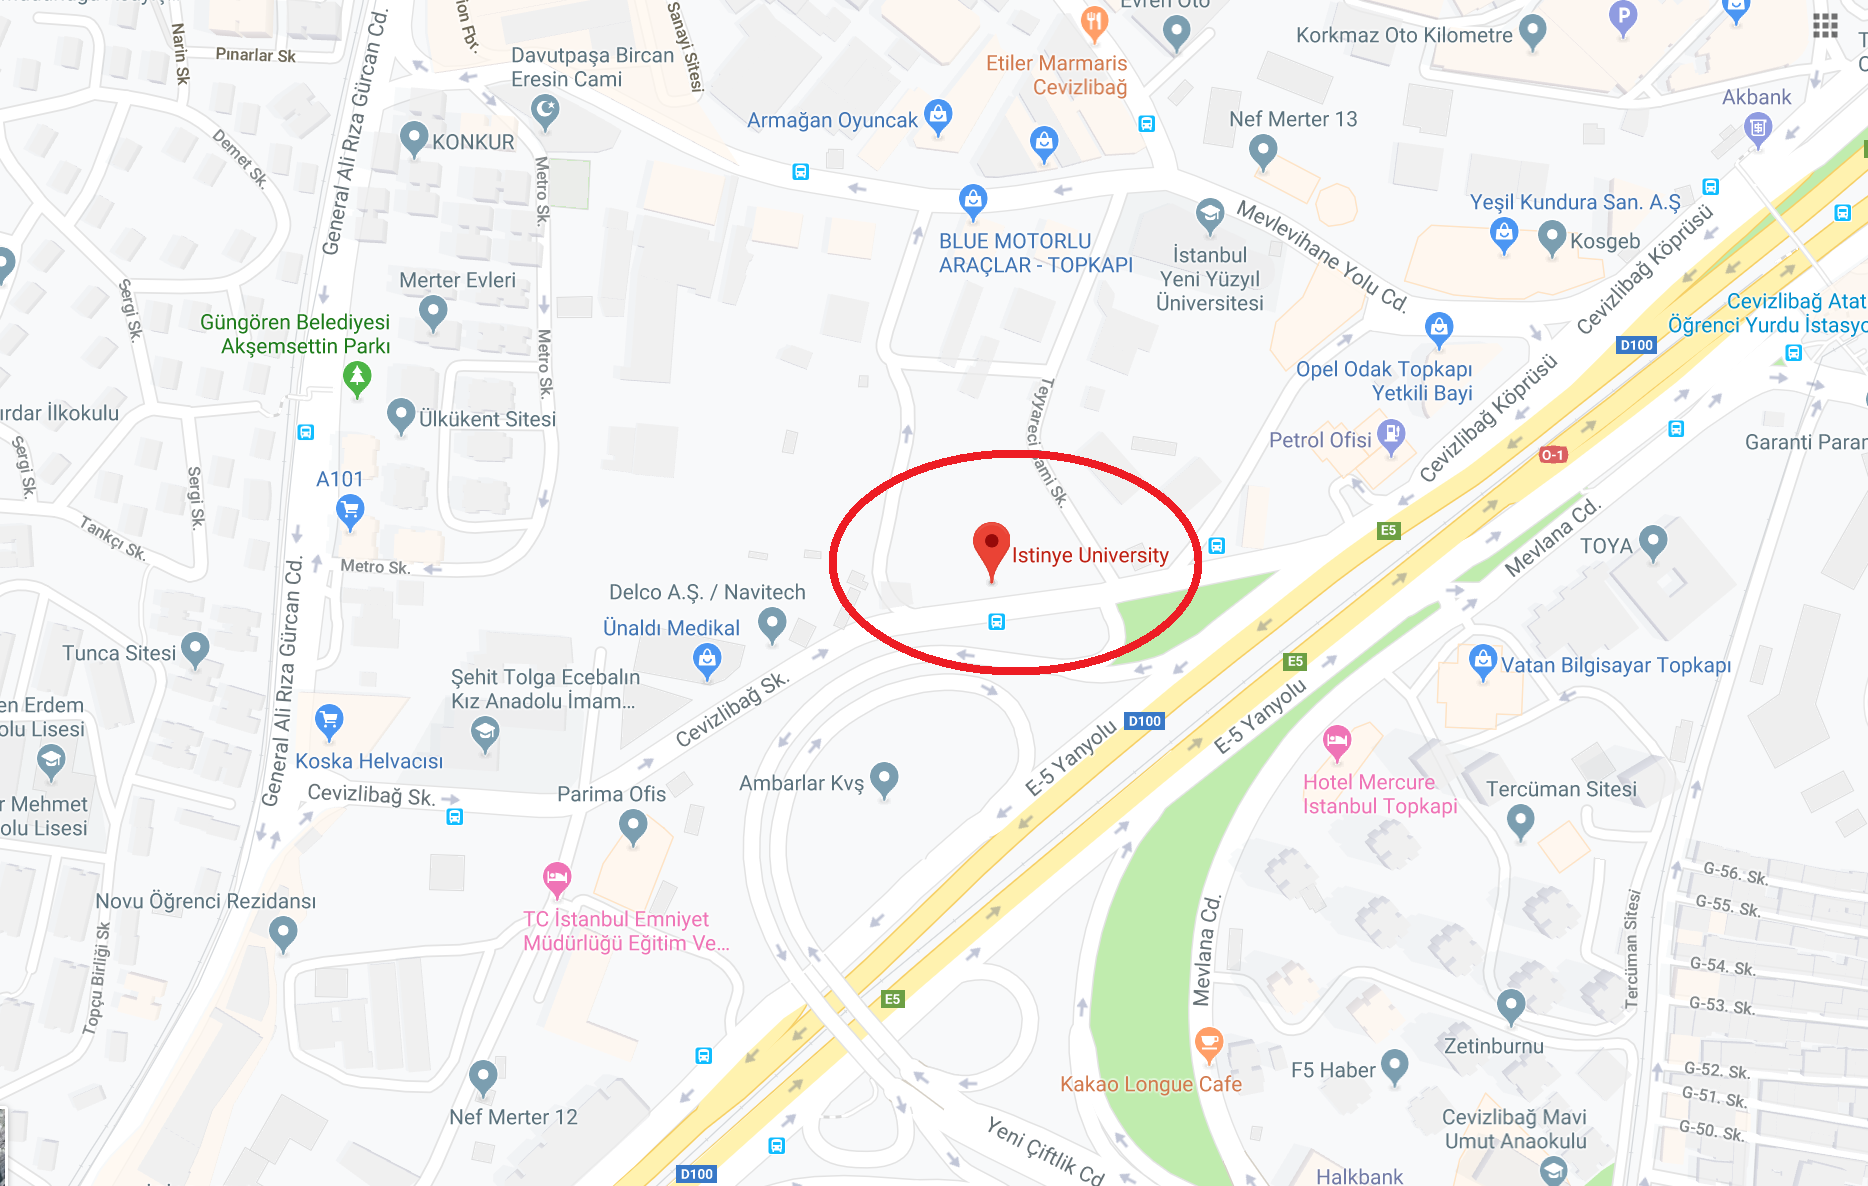 Narin Sk
Pınarlar Sk
General Ali Rıza Gürcan Cd.
Sanayi Sitesi
Davutpaşa Bircan
Eresin Cami
Evren Oto
Etiler Marmaris
Cevizlibağ
Korkmaz Oto Kilometre
P
Akbank
Demet Sk.
KONKUR
Metro Sk.
Armağan Oyuncak
Nef Merter 13
BLUE MOTORLU
ARAÇLAR - TOPKAPI
İstanbul
Yeni Yüzyıl
Üniversitesi
Mevlevihane Yolu Cd.
Yeşil Kundura San. A.Ş
Kosgeb
Cevizlibağ Köprüsü
Merter Evleri
Sergi Sk.
Güngören Belediyesi
Akşemsettin Parkı
Metro Sk.
Cevizlibağ Atat
Öğrenci Yurdu İstasyo
D100
Opel Odak Topkapı
Yetkili Bayi
Cevizlibağ Köprüsü
ırdar İlkokulu
Ülkükent Sitesi
Teyyareci Sami Sk.
Petrol Ofisi
O-1
Garanti Paran
Sergi Sk.
Sergi Sk.
A101
Tankçı Sk.
Metro Sk.
Istinye University
E5
Mevlana Cd.
TOYA
General Ali Rıza Gürcan Cd.
Delco A.Ş. / Navitech
Ünaldı Medikal
Tunca Sitesi
Şehit Tolga Ecebalın
Kız Anadolu İmam...
Cevizlibağ Sk.
E5
Vatan Bilgisayar Topkapı
en Erdem
olu Lisesi
Koska Helvacısı
D100
E-5 Yanyolu
E-5 Yanyolu
Cevizlibağ Sk.
Parima Ofis
Ambarlar Kvş
Hotel Mercure
Istanbul Topkapi
Tercüman Sitesi
r Mehmet
olu Lisesi
Novu Öğrenci Rezidansı
TC İstanbul Emniyet
Müdürlüğü Eğitim Ve...
Topçu Birliği Sk
Mevlana Cd.
Tercüman Sitesi
G-56. Sk.
G-55. Sk.
G-54. Sk.
G-53. Sk.
E5
Zetinburnu
Nef Merter 12
Kakao Longue Cafe
F5 Haber
G-52. Sk.
G-51. Sk.
G-50. Sk.
Cevizlibağ Mavi
Umut Anaokulu
Yeni Çiftlik Cd
D100
Halkbank